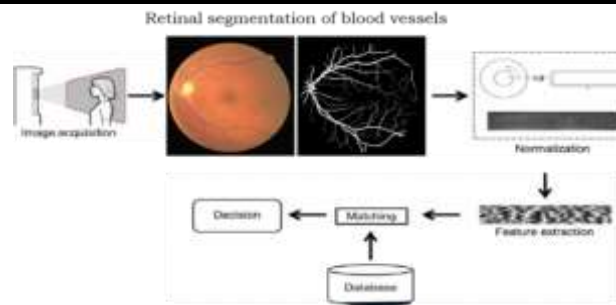 Retinal segmentation of blood vessels
Image acquisition
Normalization
Feature extraction
Matching
Decision
Database